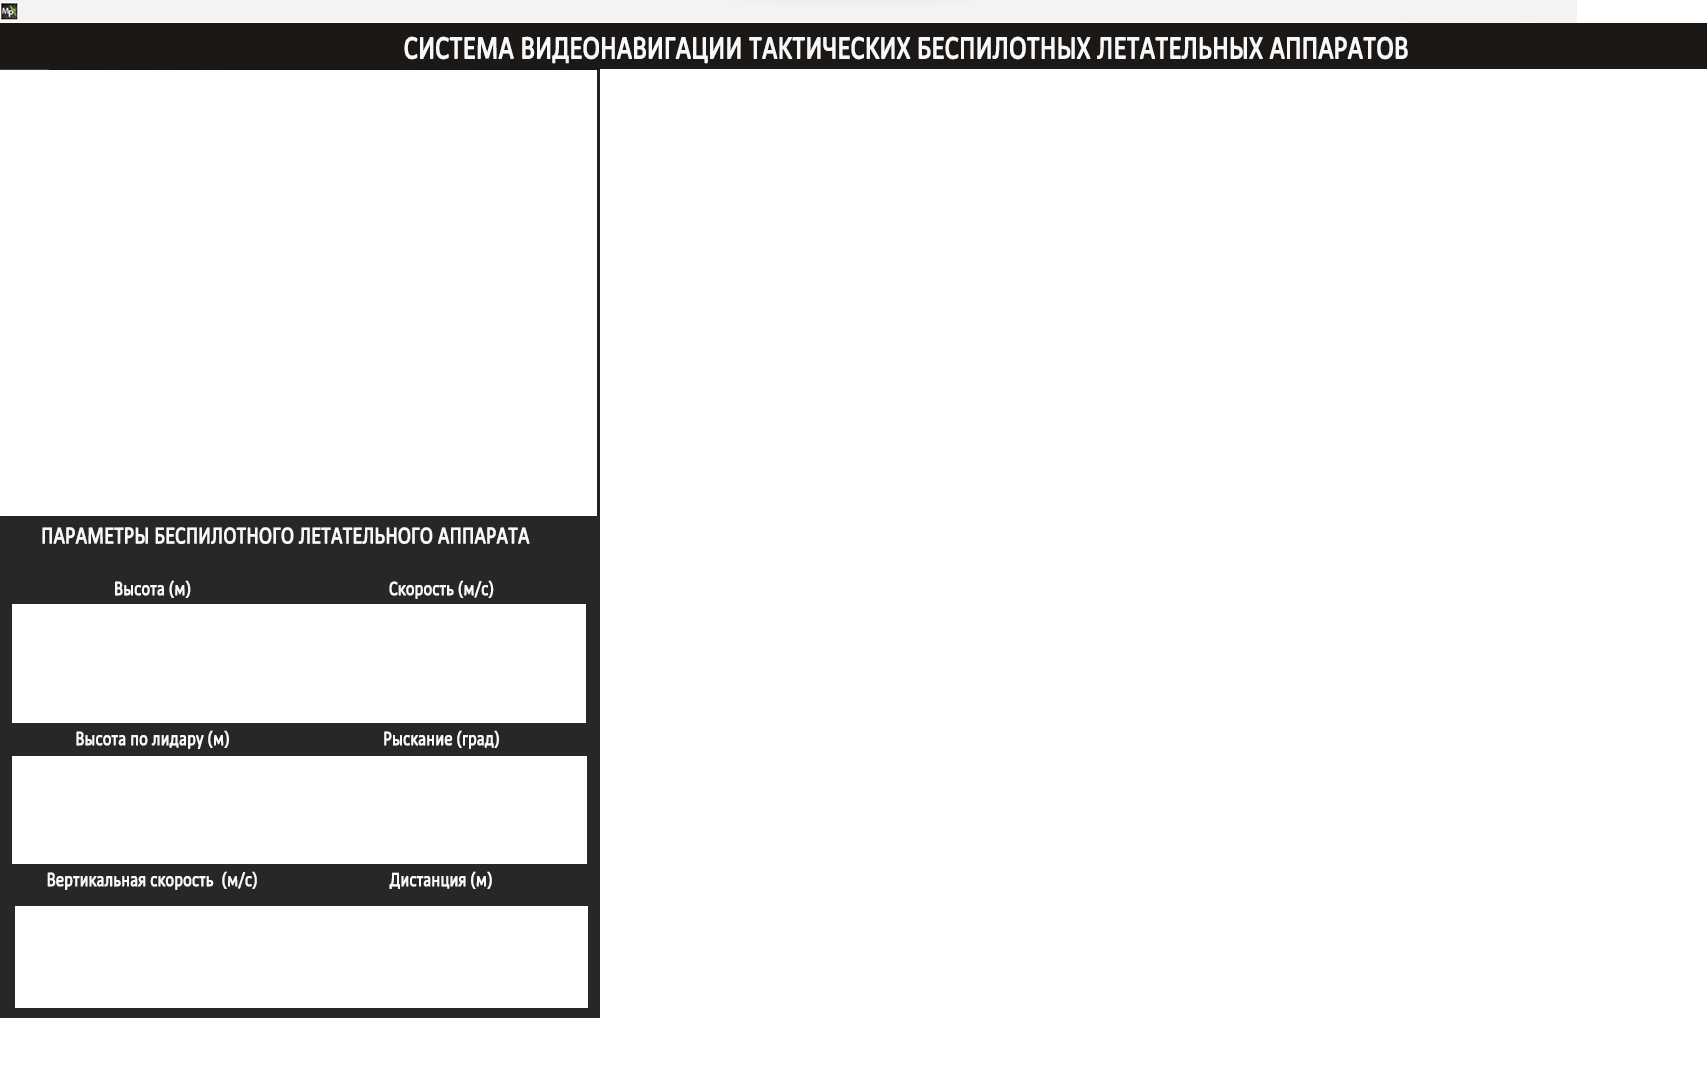 Mp
СИСТЕМА ВИДЕОНАВИГАЦИИ ТАКТИЧЕСКИХ БЕСПИЛОТНЫХ ЛЕТАТЕЛЬНЫХ АППАРАТОВ
ПАРАМЕТРЫ БЕСПИЛОТНОГО ЛЕТАТЕЛЬНОГО АППАРАТА
Высота (м) Скорость (м/с)
Высота по лидару (м) Рыскание (град)
Вертикальная скорость (м/с) Дистанция (м)